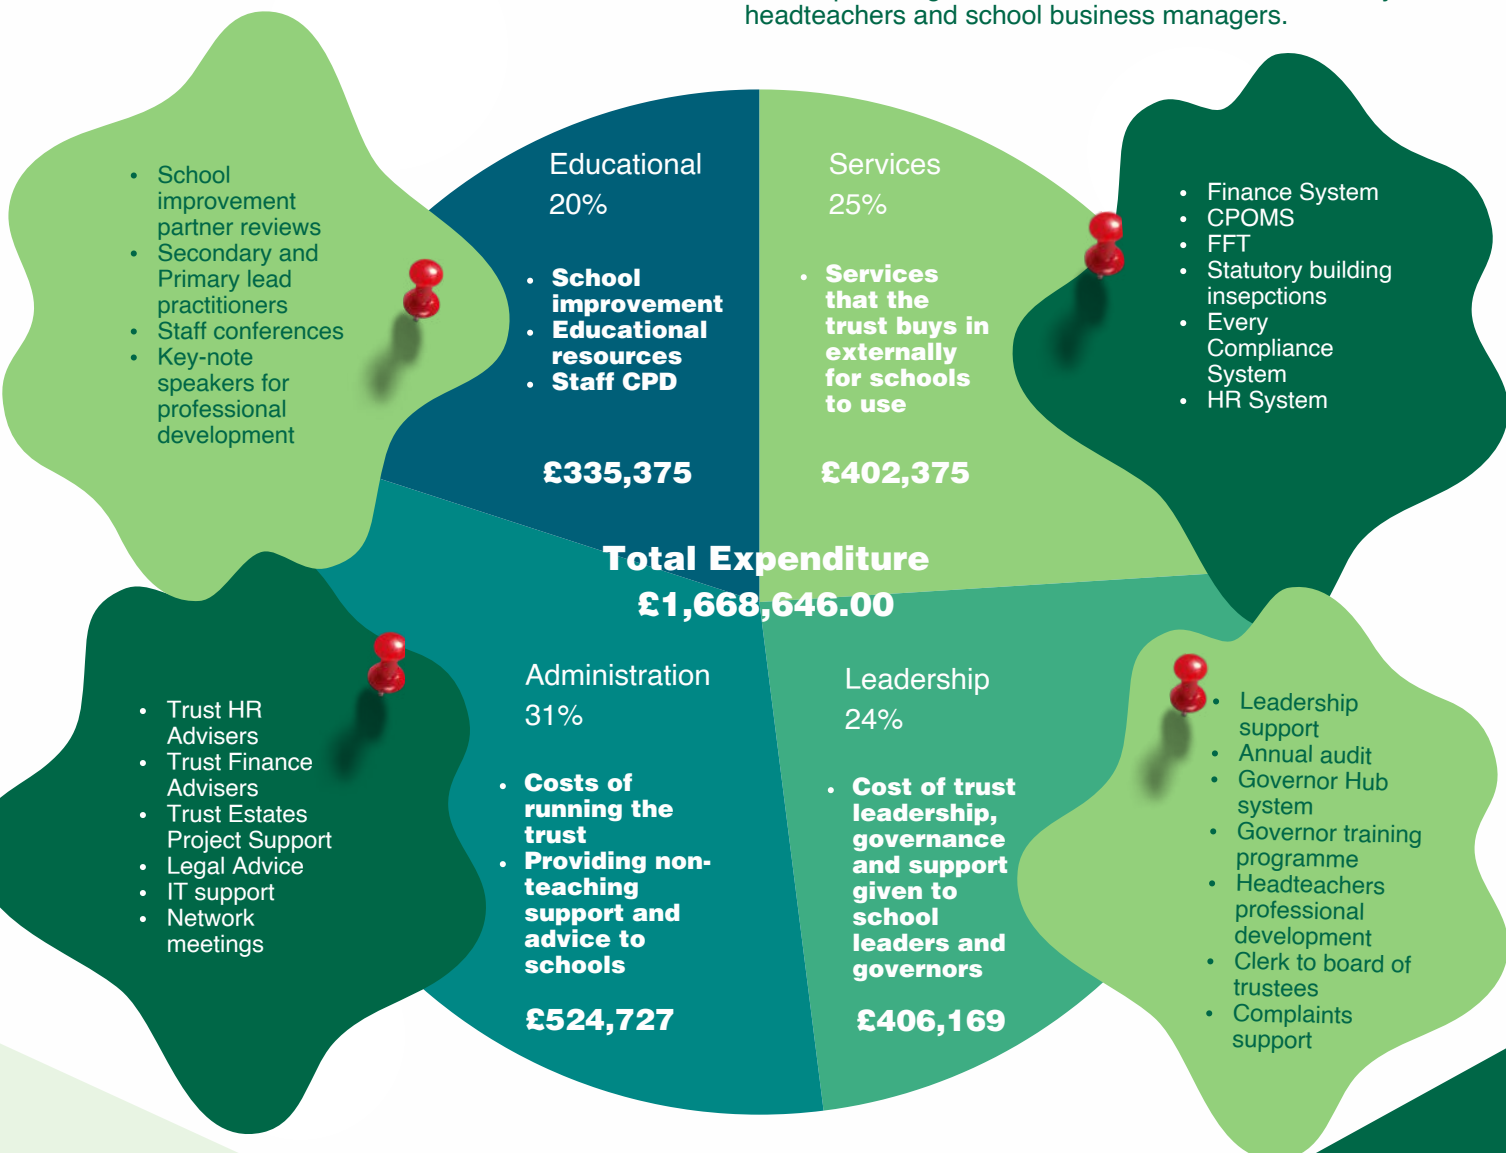 headteachers and school business managers.
• School
improvement
partner reviews
• Secondary and
Primary lead
practitioners
• Staff conferences
• Key-note
speakers for
professional
development
Educational
20%
• School
improvement
• Educational
resources
• Staff CPD
£335,375
Services
25%
• Services
that the
trust buys in
externally
for schools
to use
£402,375
• Finance System
• CPOMS
• FFT
• Statutory building
insepctions
• Every
Compliance
System
• HR System
Total Expenditure
£1,668,646.00
• Trust HR
Advisers
• Trust Finance
Advisers
• Trust Estates
Project Support
• Legal Advice
• IT support
• Network
meetings
Administration
31%
• Costs of
running the
trust
• Providing non-
teaching
support and
advice to
schools
£524,727
Leadership
24%
• Cost of trust
leadership,
governance
and support
given to
school
leaders and
governors
£406,169
• Leadership
support
• Annual audit
• Governor Hub
system
• Governor training
programme
• Headteachers
professional
development
• Clerk to board of
trustees
• Complaints
support